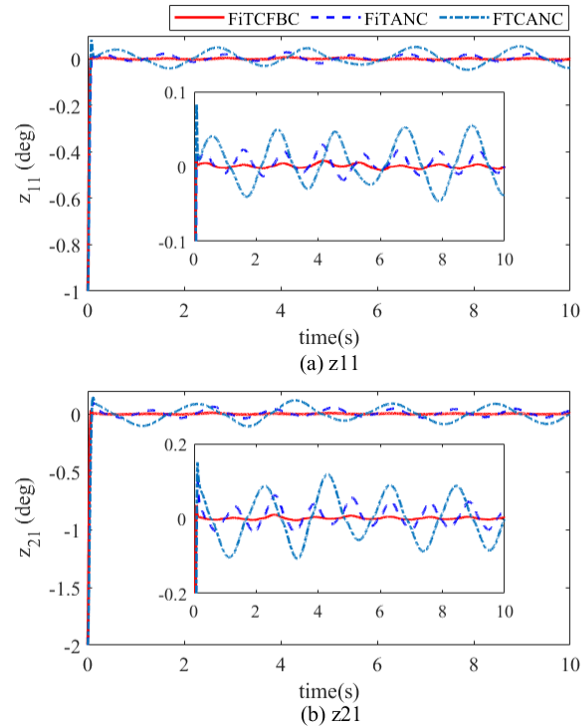 FiTCFBC FiTANC FTCANC
0
-0.2
-0.4
-0.6
-0.8
-1
z11 (deg)
0.1
0
-0.1
0 2 4 6 8 10
0 2 4 6 8 10
time(s)
(a) z11
0
-0.5
-1
-1.5
-2
z21 (deg)
0.2
0
-0.2
0 2 4 6 8 10
0 2 4 6 8 10
time(s)
(b) z21